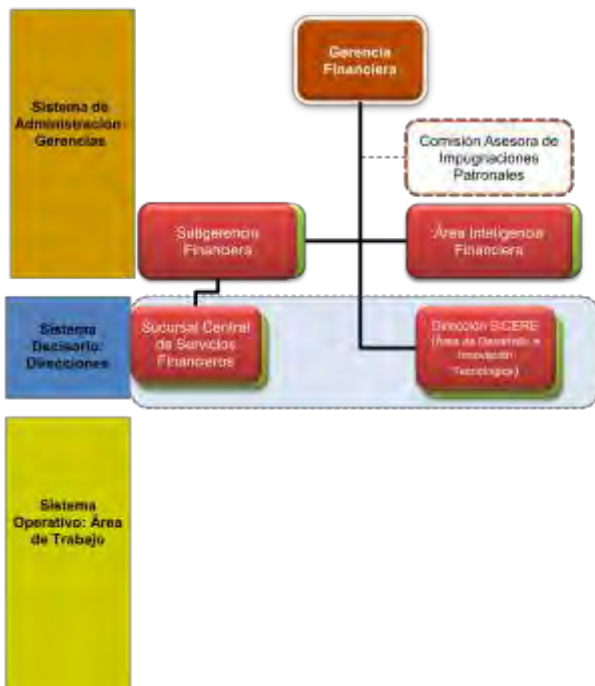 Gerencia
Financiera
Sistema de
Administración
Gerencias
Comisión Asesora de
Impugnaciones
Patronales
Subgerencia
Financiera
Área Inteligencia
Financiera
Sistema
Decisorio:
Direcciones
Sucursal Central
de Servicios
Financieros
Dirección SICERE
(Área de Desarrollo e
Innovación
Tecnológica)
Sistema
Operativo: Área
de Trabajo